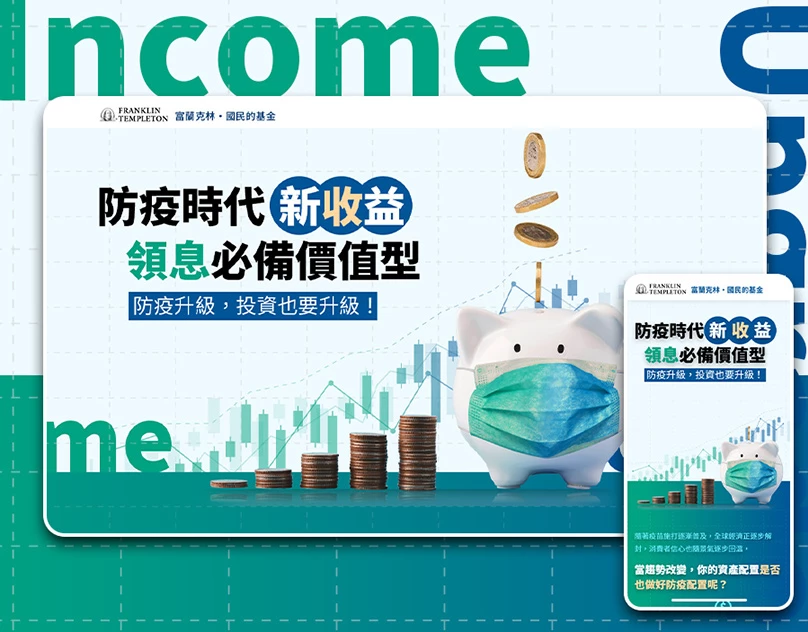 Income
FRANKLIN
TEMPLETON
富蘭克林・國民的基金
防疫時代 新收益
領息必備價值型
防疫升級，投資也要升級！
me
FRANKLIN
TEMPLETON
富蘭克林・國民的基金
防疫時代 新收益
領息必備價值型
防疫升級，投資也要升級！
隨著疫苗施打逐漸普及，全球經濟正逐步解
封，消費者信心也隨景氣逐步回溫，
當趨勢改變，你的資產配置是否
也做好防疫配置呢？